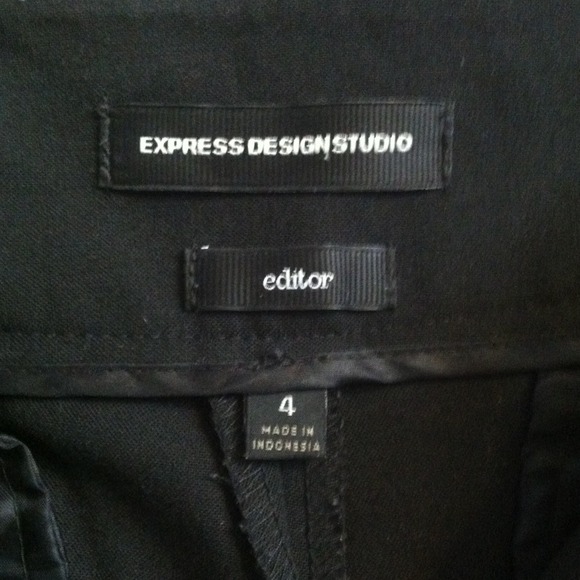 EXPRESS DESIGN STUDIO
editor
4
MADE IN
INDONESIA